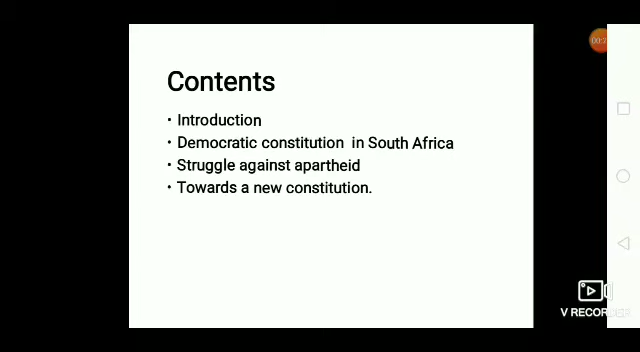 Contents
• Introduction
• Democratic constitution in South Africa
• Struggle against apartheid
• Towards a new constitution.
V RECORDER